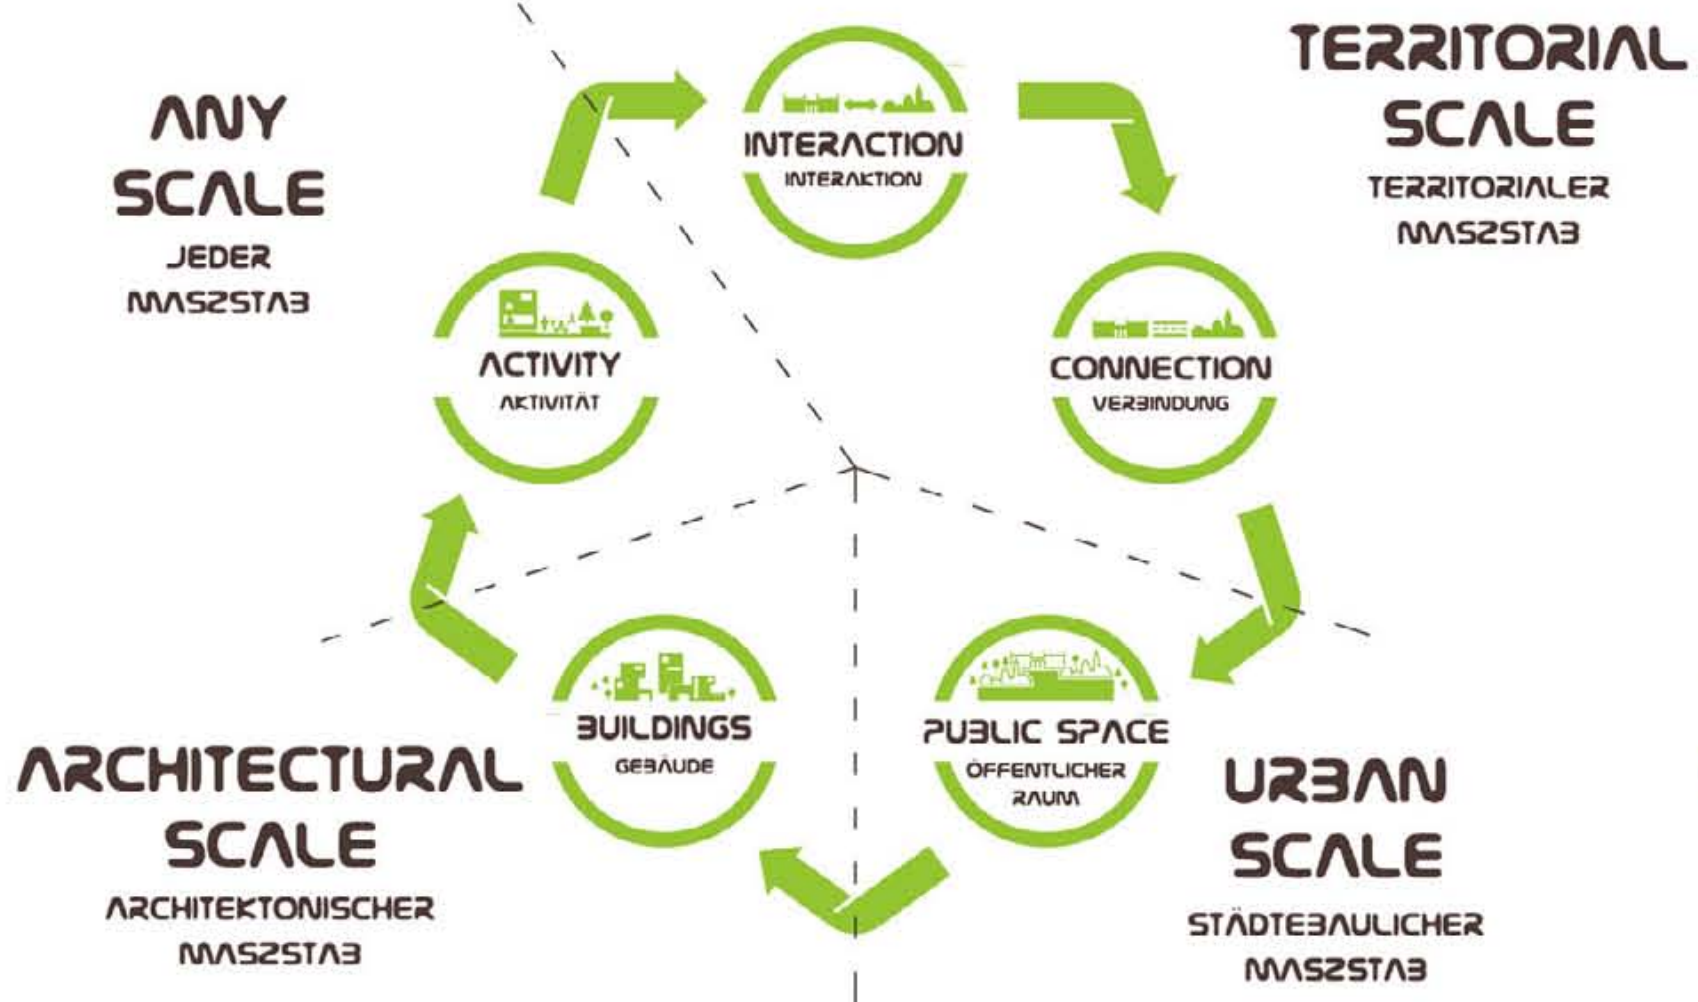 ANY
SCALE
JEDER
MASZSTAB
INTERACTION
INTERAKTION
TERRITORIAL
SCALE
TERRITORIALER
MASZSTAB
ACTIVITY
AKTIVITÄT
CONNECTION
VERBINDUNG
ARCHITECTURAL
SCALE
ARCHITEKTONISCHER
MASZSTAB
BUILDINGS
GEBÄUDE
PUBLIC SPACE
ÖFFENTLICHER
RAUM
URBAN
SCALE
STÄDTEBAULICHER
MASZSTAB